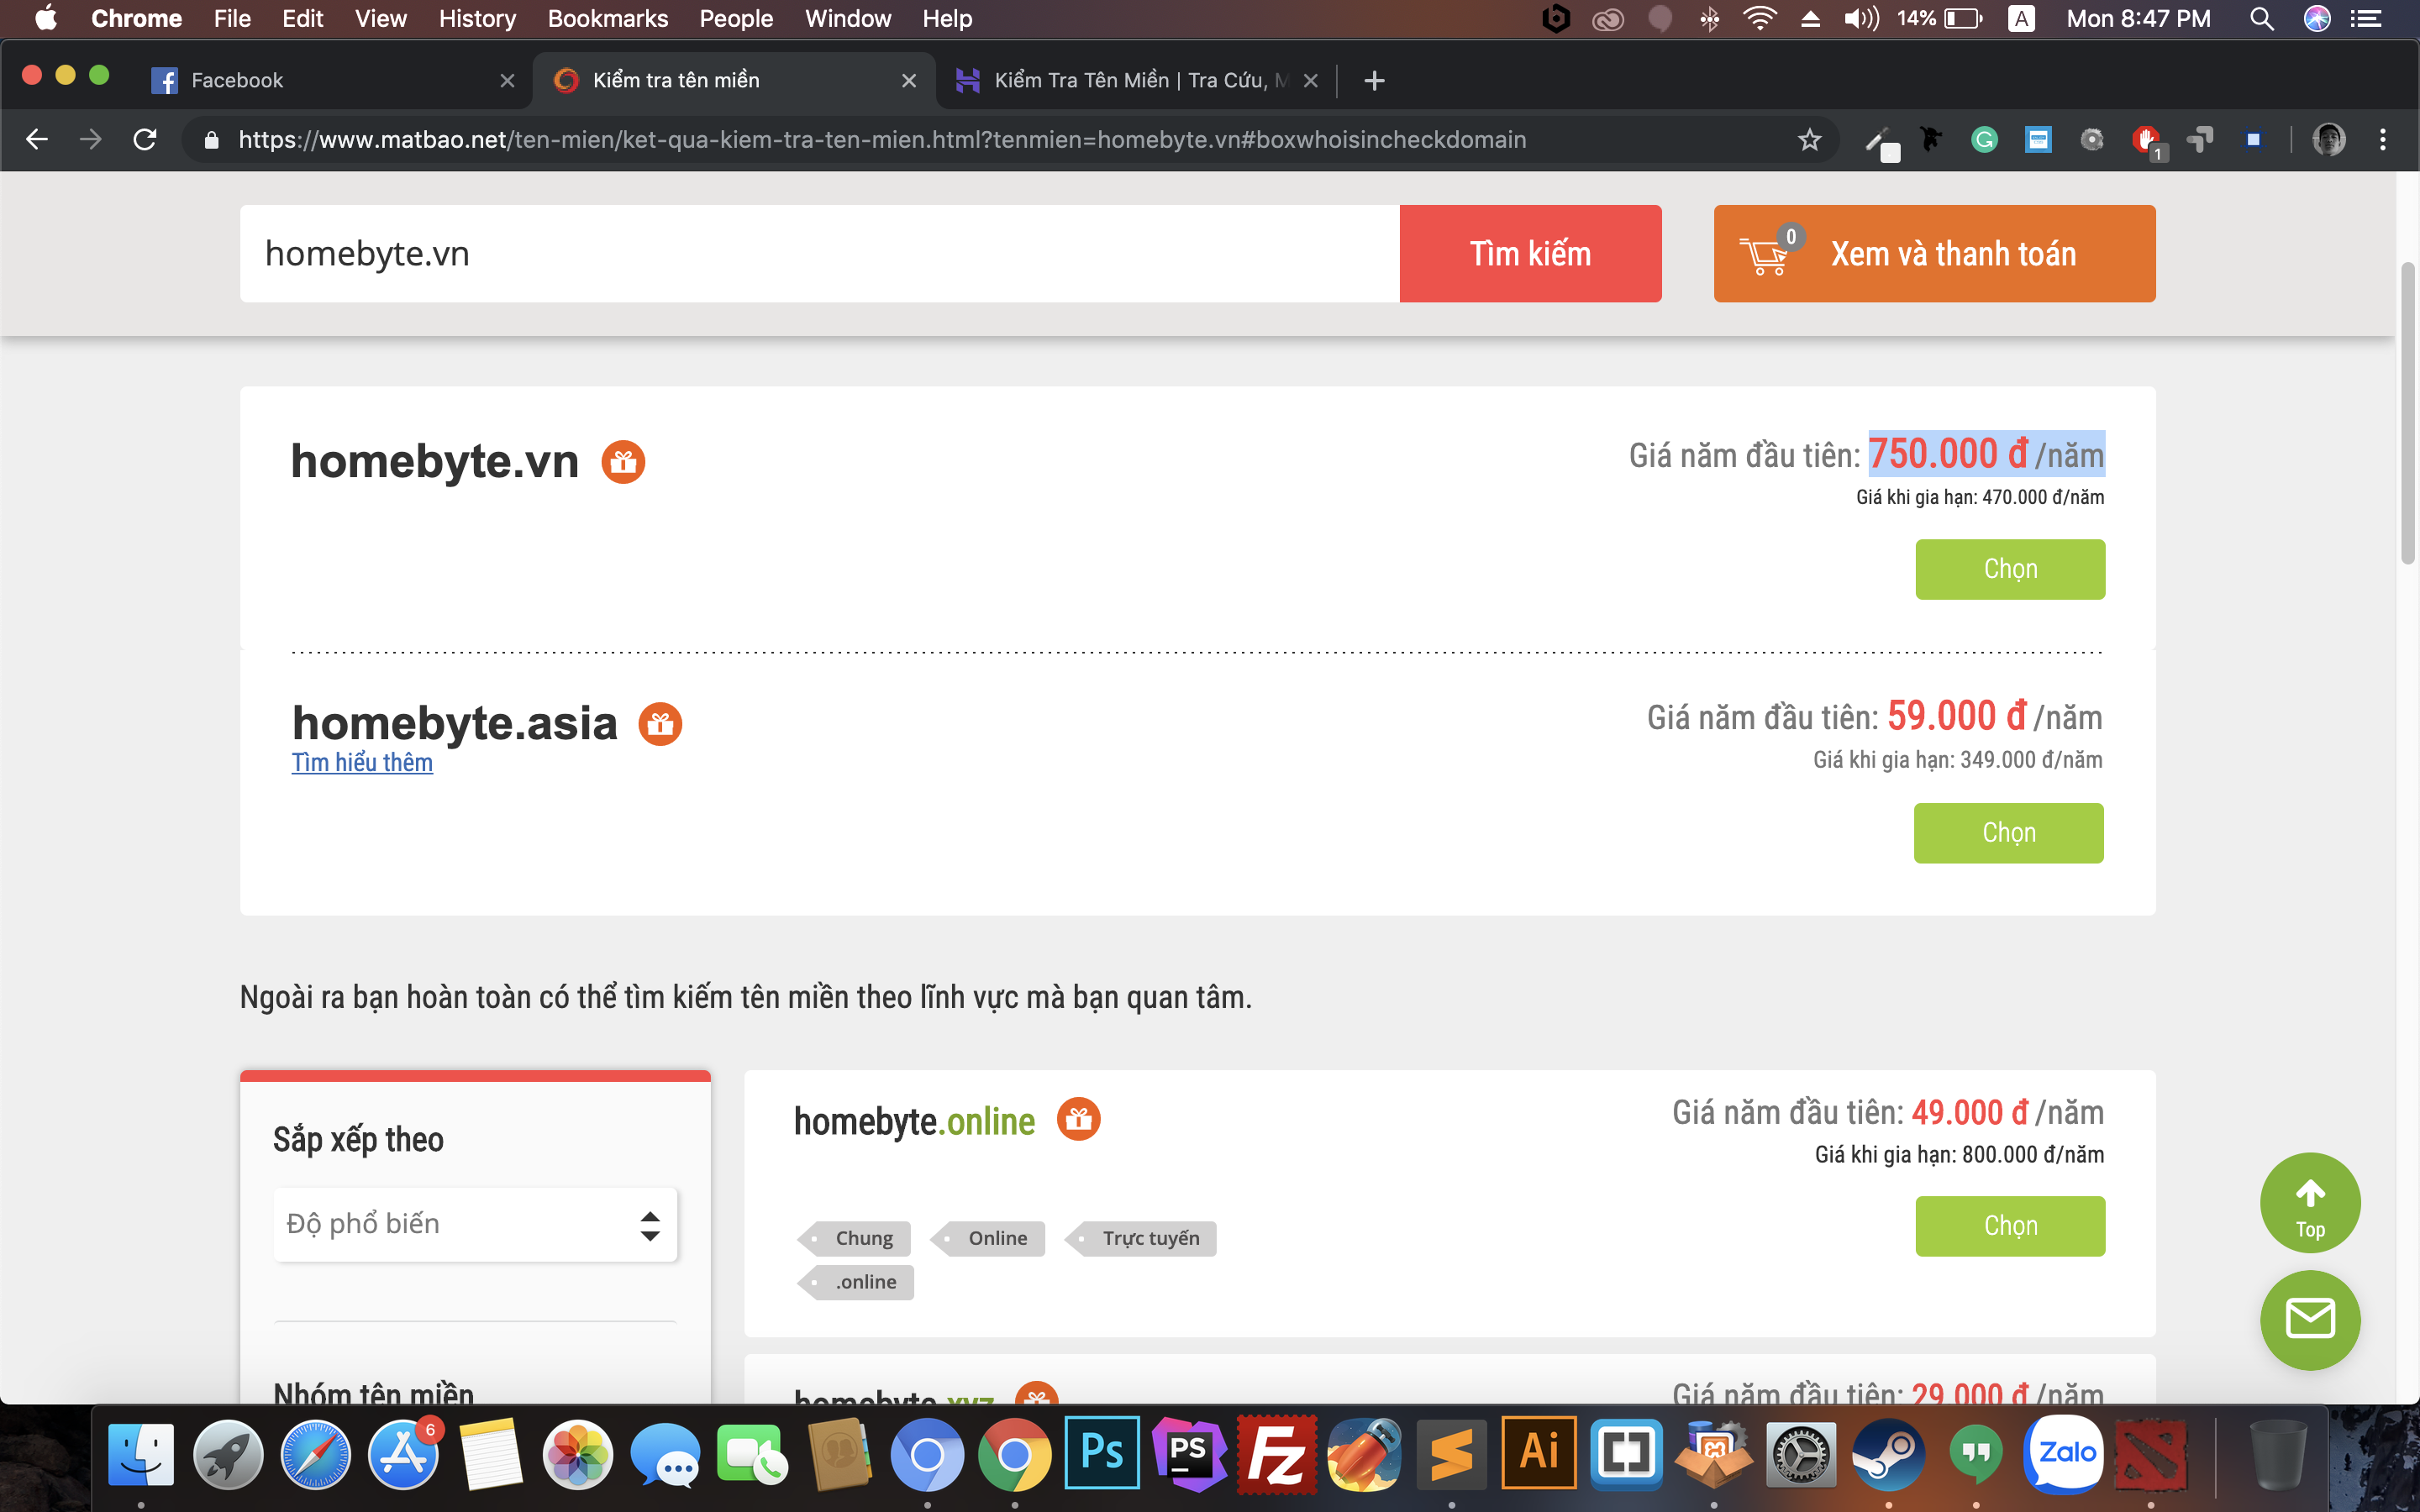 Chrome File Edit View History Bookmarks People Window Help 14% A Mon 8:47 PM
Facebook Kiểm tra tên miền Kiểm Tra Tên Miền | Tra Cứu, M
https://www.matbao.net/ten-mien/ket-qua-kiem-tra-ten-mien.html?tenmien=homebyte.vn#boxwhoisincheckdomain 1
homebyte.vn Tìm kiếm 0 Xem và thanh toán
homebyte.vn Giá năm đầu tiên: 750.000 đ /năm
Giá khi gia hạn: 470.000 đ/năm
Chọn
homebyte.asia Giá năm đầu tiên: 59.000 đ /năm
Tìm hiểu thêm Giá khi gia hạn: 349.000 đ/năm
Chọn
Ngoài ra bạn hoàn toàn có thể tìm kiếm tên miền theo lĩnh vực mà bạn quan tâm.
Sắp xếp theo
Độ phổ biến
Nhóm tên miền
homebyte.online Giá năm đầu tiên: 49.000 đ /năm
Giá khi gia hạn: 800.000 đ/năm
Chọn
Chung Online Trực tuyến
.online
homebyte.xyz Giá năm đầu tiên: 29.000 đ /năm
Top
6 Ps PS Fz Ai Zalo